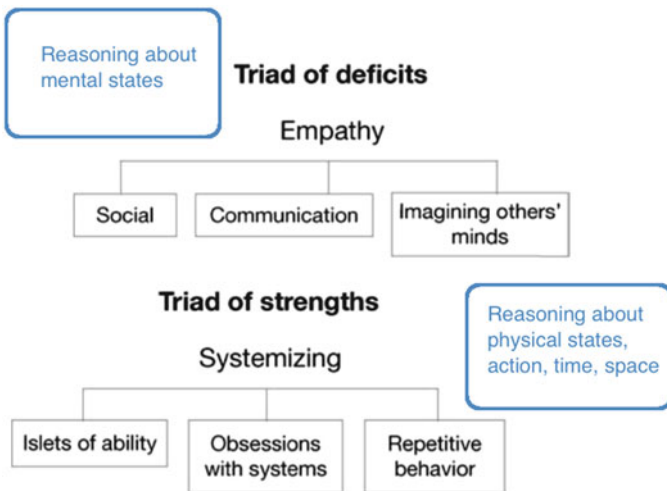 Reasoning about
mental states
Triad of deficits
Empathy
Social
Communication
Imagining others'
minds
Triad of strengths
Reasoning about
physical states,
action, time, space
Systemizing
Islets of ability
Obsessions
with systems
Repetitive
behavior